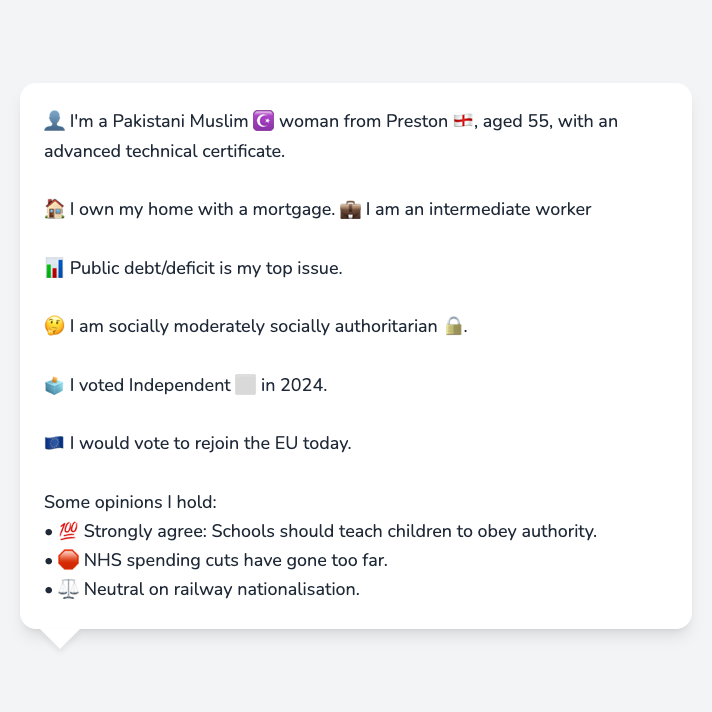 👤 I'm a Pakistani Muslim ☪️ woman from Preston 🏴󠁧󠁢󠁥󠁮󠁧󠁿, aged 55, with an
advanced technical certificate.
🏠 I own my home with a mortgage. 💼 I am an intermediate worker
📊 Public debt/deficit is my top issue.
🤔 I am socially moderately socially authoritarian 🔒.
🗳️ I voted Independent ⬜ in 2024.
🇪🇺 I would vote to rejoin the EU today.
Some opinions I hold:
• 💯 Strongly agree: Schools should teach children to obey authority.
• 🛑 NHS spending cuts have gone too far.
• ⚖️ Neutral on railway nationalisation.